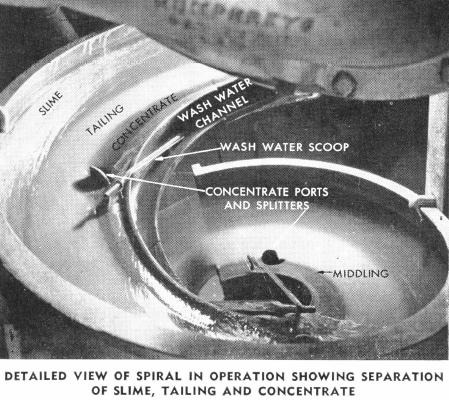 HUMPHREYS
SLIME
TAILING
CONCENTRATE
WASH WATER
CHANNEL
WASH WATER SCOOP
CONCENTRATE PORTS
AND SPLITTERS
MIDDLING
DETAILED VIEW OF SPIRAL IN OPERATION SHOWING SEPARATION
OF SLIME, TAILING AND CONCENTRATE